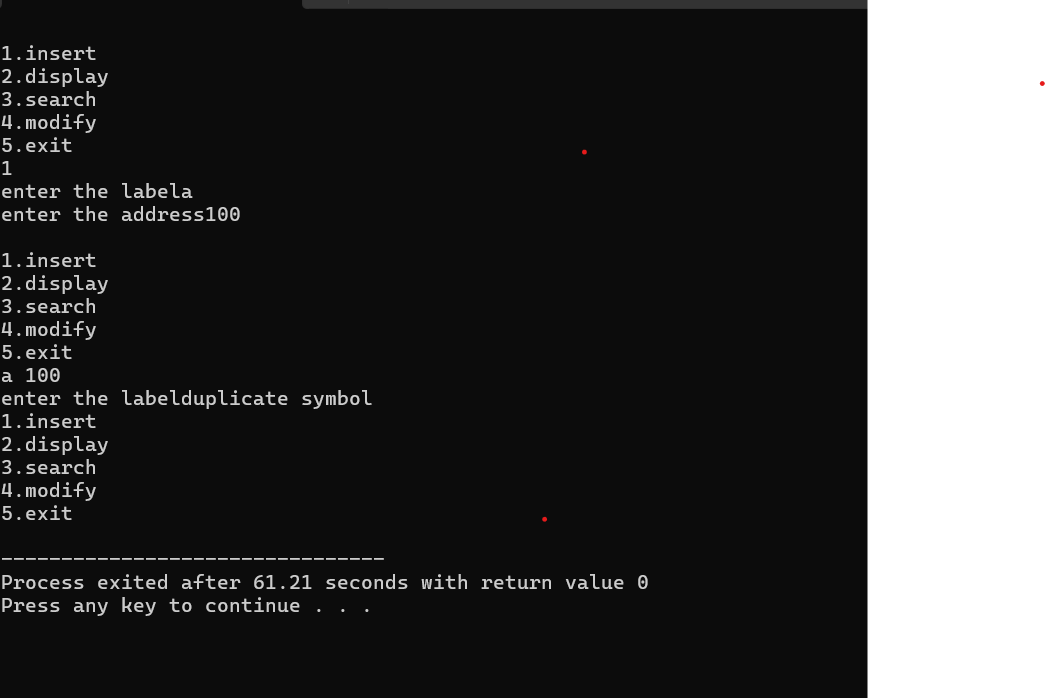 1.insert
2.display
3.search
4.modify
5.exit
1
enter the labela
enter the address100
1.insert
2.display
3.search
4.modify
5.exit
a 100
enter the labelduplicate symbol
1.insert
2.display
3.search
4.modify
5.exit
--------------------------------
Process exited after 61.21 seconds with return value 0
Press any key to continue . . .